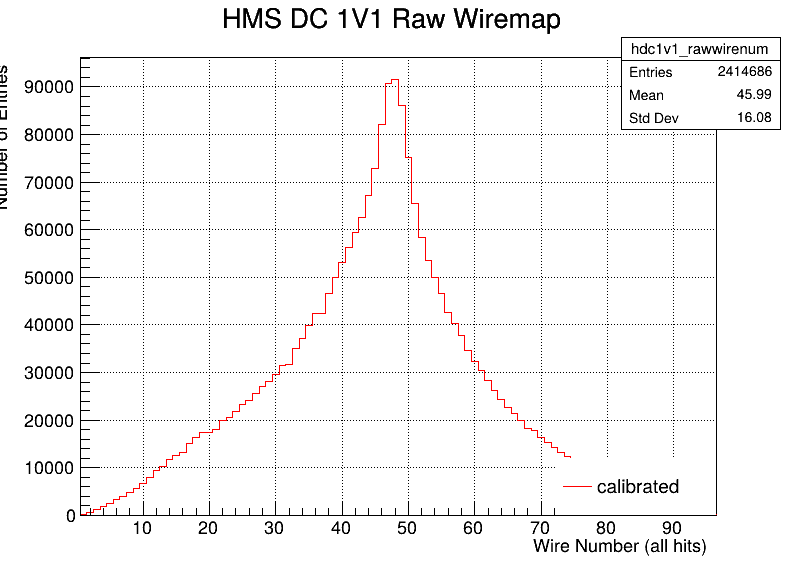 HMS DC 1V1 Raw Wiremap
hdc1v1_rawwirenum
Entries 2414686
Mean 45.99
Std Dev 16.08
Number of Entries
90000
80000
70000
60000
50000
40000
30000
20000
10000
0
calibrated
10 20 30 40 50 60 70 80 90
Wire Number (all hits)